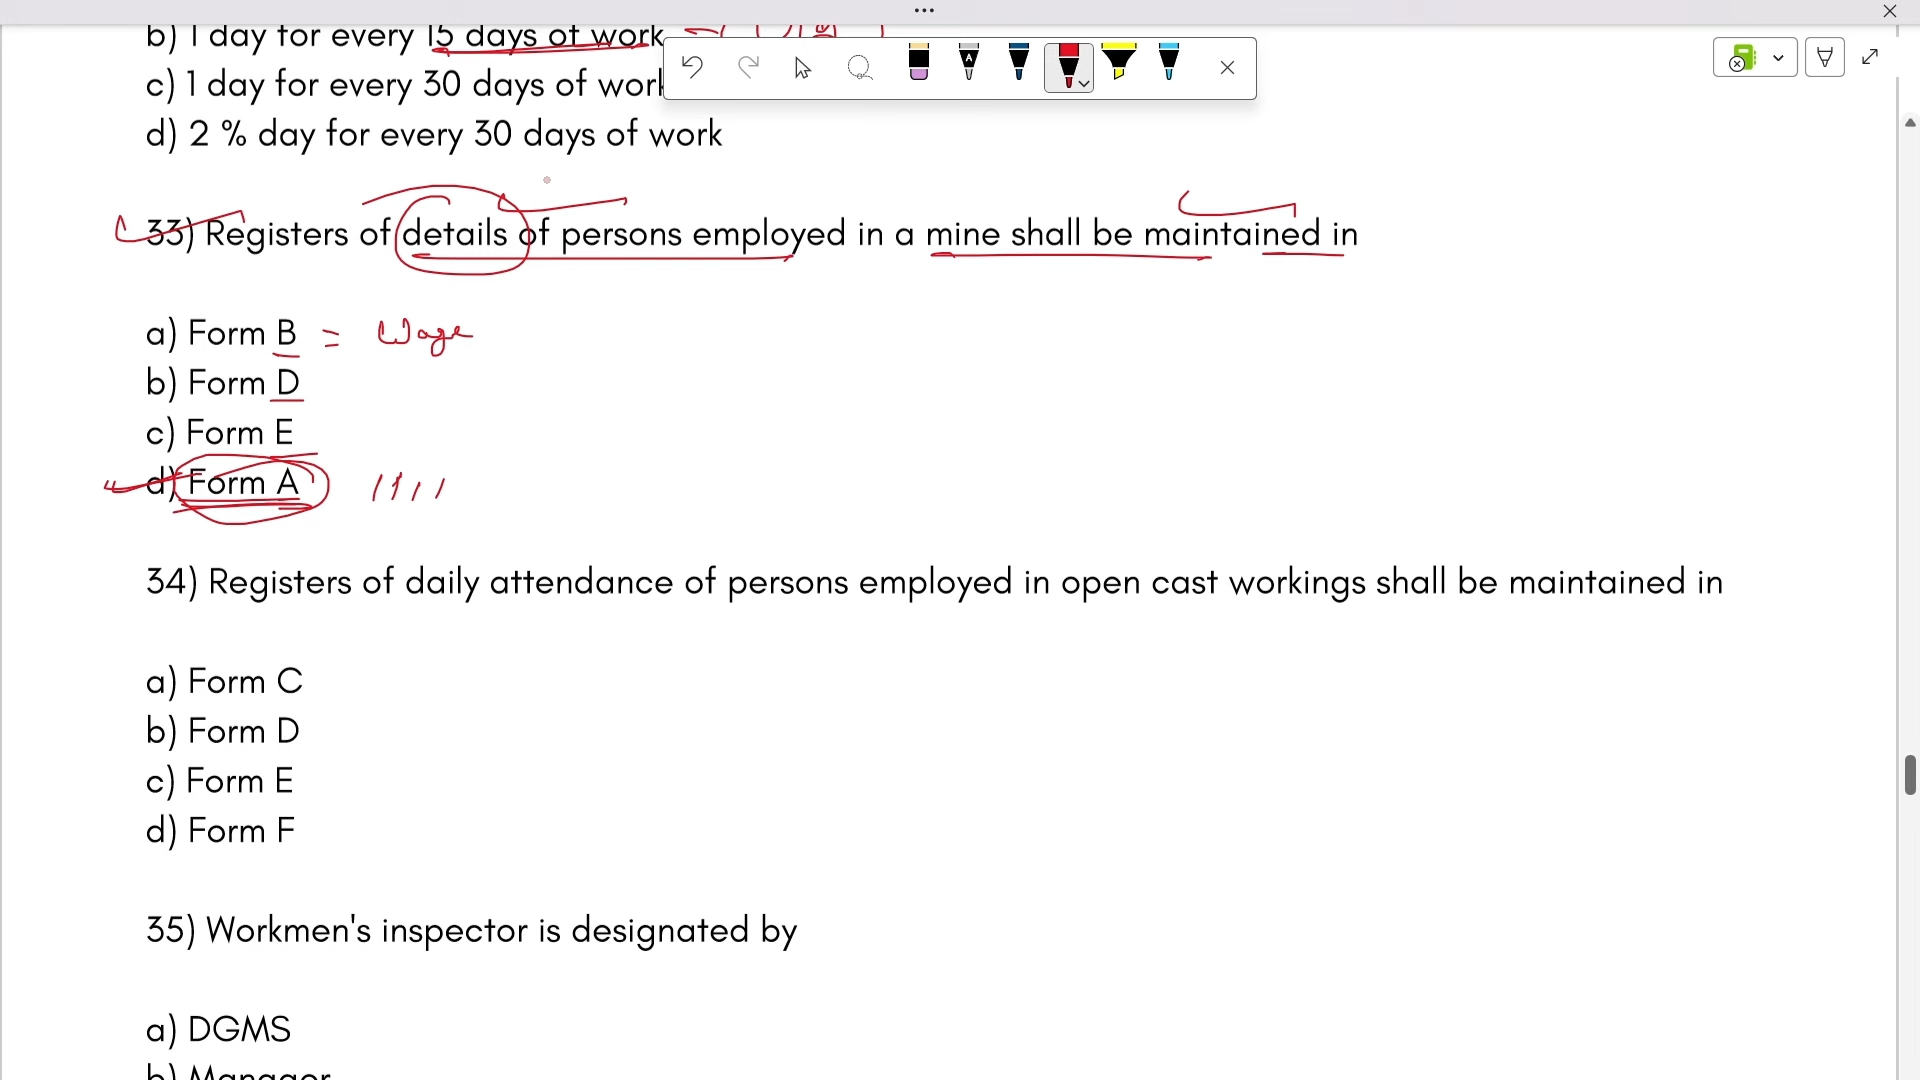 b) 1 day for every 15 days of work
c) 1 day for every 30 days of work
d) 2 % day for every 30 days of work
33) Registers of details of persons employed in a mine shall be maintained in
a) Form B = Wage
b) Form D
c) Form E
d) Form A
34) Registers of daily attendance of persons employed in open cast workings shall be maintained in
a) Form C
b) Form D
c) Form E
d) Form F
35) Workmen's inspector is designated by
a) DGMS
b) Manager